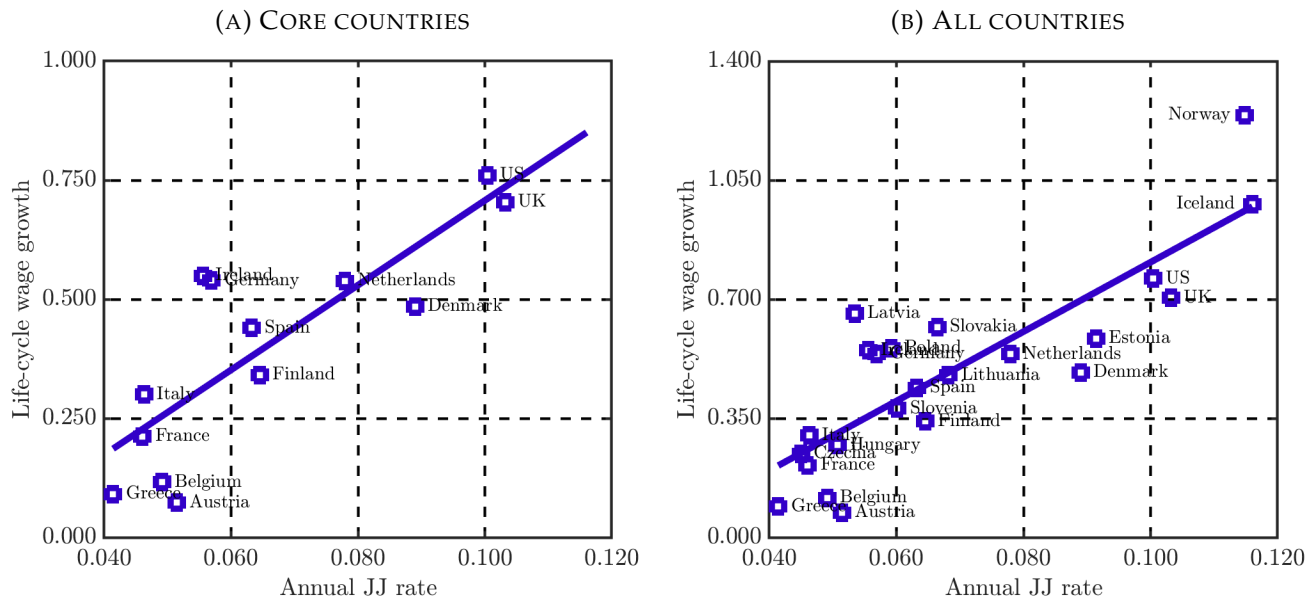 (A) CORE COUNTRIES
1.000
0.750
0.500
0.250
0.000
Life-cycle wage growth
US
UK
Ireland
Germany
Netherlands
Denmark
Spain
Finland
Italy
France
Belgium
Greece
Austria
0.040
0.060
0.080
0.100
0.120
Annual JJ rate
(B) ALL COUNTRIES
1.400
1.050
0.700
0.350
0.000
Life-cycle wage growth
Norway
Iceland
US
UK
Latvia
Slovakia
Estonia
Poland
Ireland
Germany
Netherlands
Denmark
Lithuania
Spain
Slovenia
Finland
Italy
Hungary
Czechia
France
Belgium
Greece
Austria
0.040
0.060
0.080
0.100
0.120
Annual JJ rate